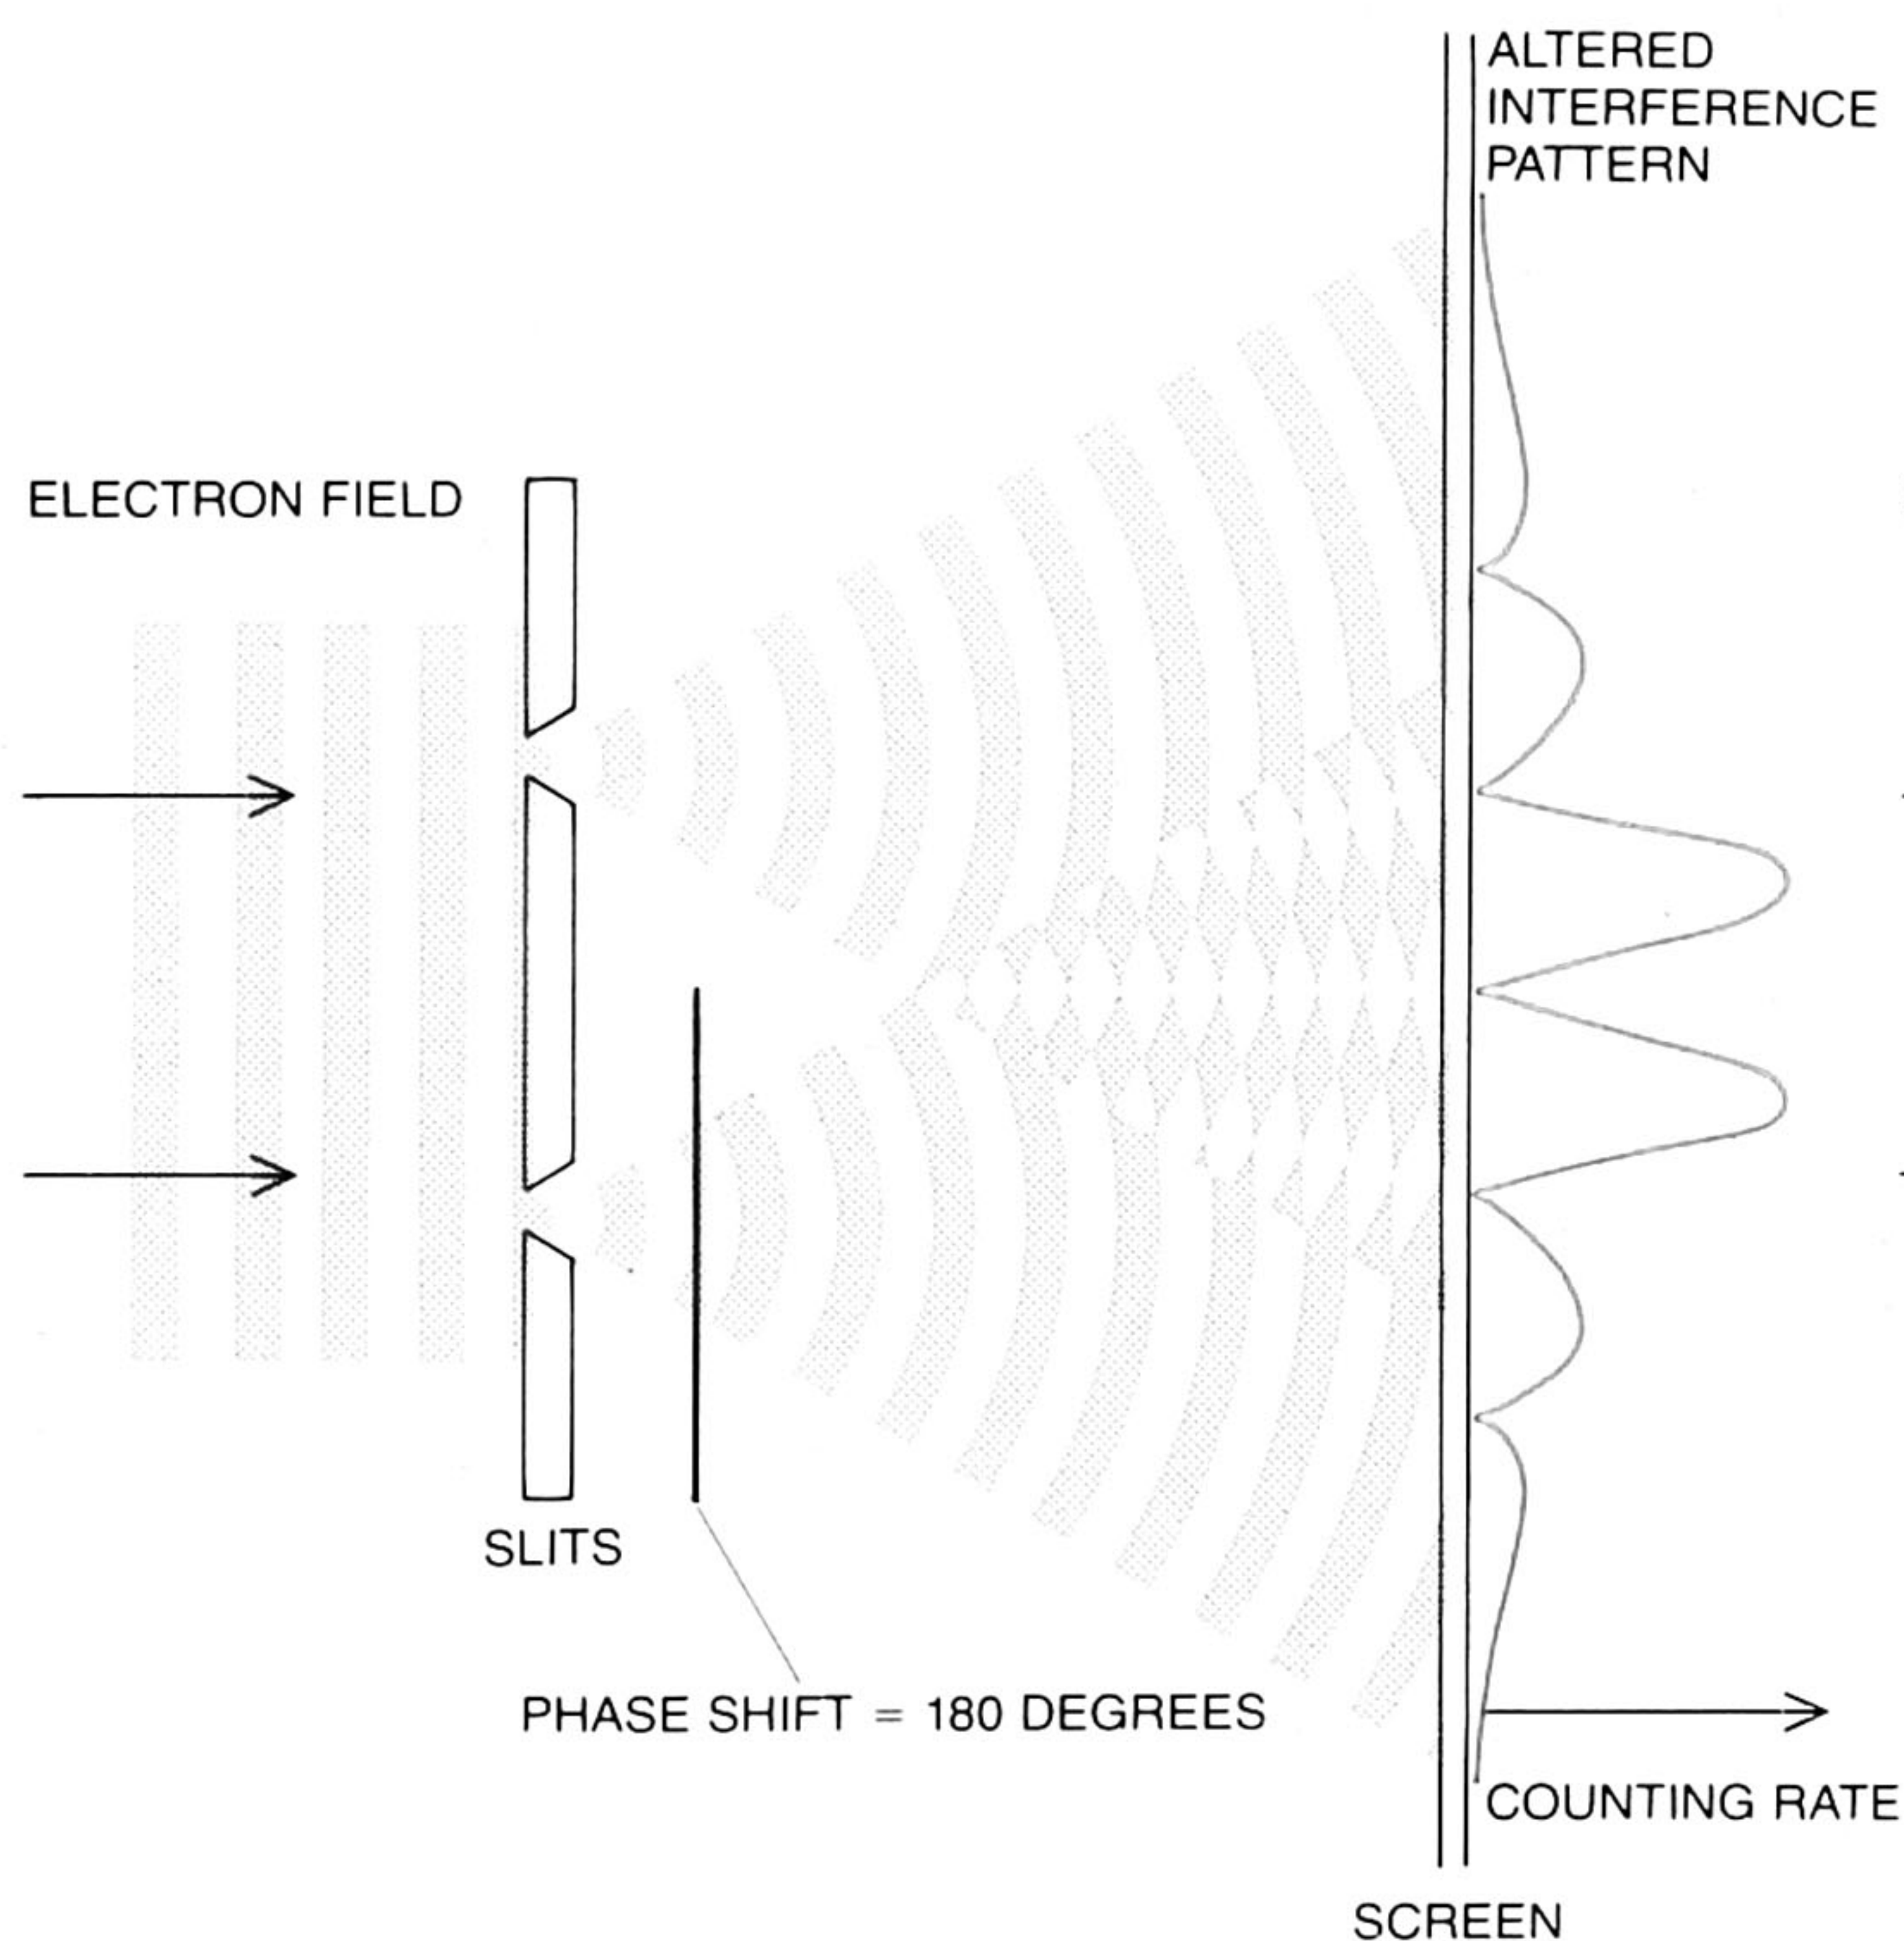 ALTERED
INTERFERENCE
PATTERN
ELECTRON FIELD
SLITS
PHASE SHIFT = 180 DEGREES
COUNTING RATE
SCREEN